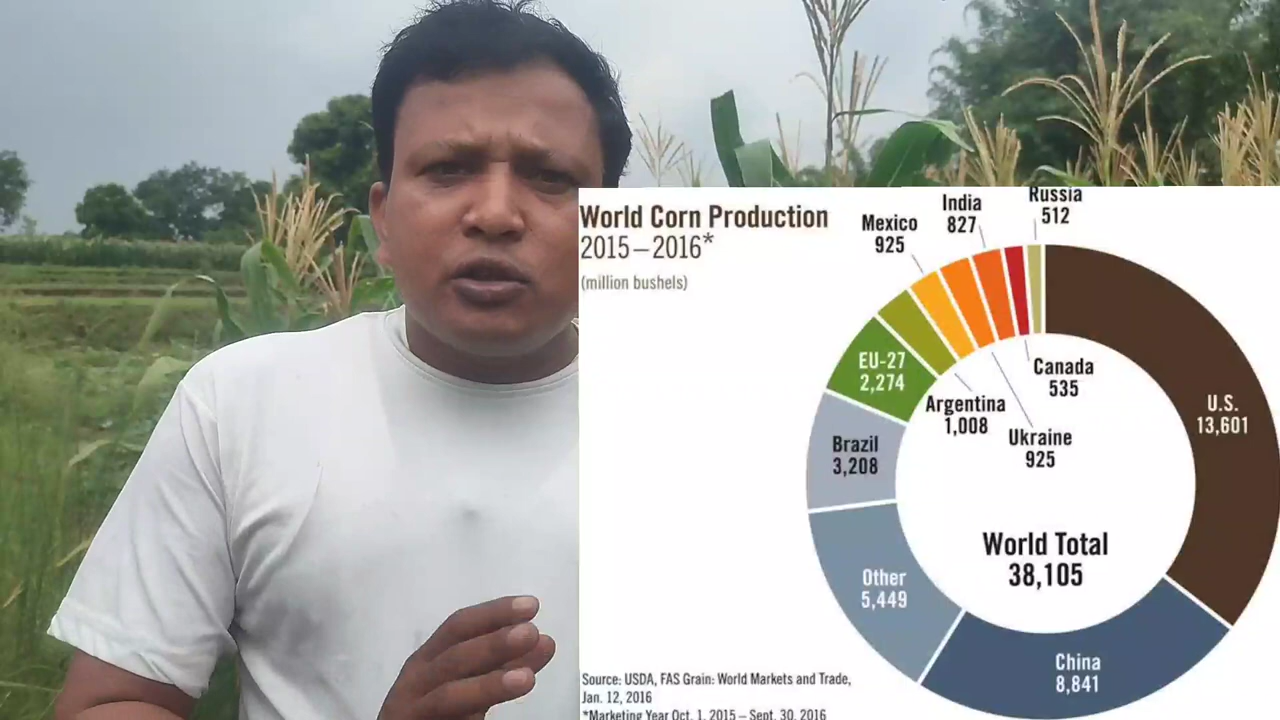 World Corn Production
2015–2016*
(million bushels)
Mexico
925
India
827
Russia
512
U.S.
13,601
Canada
535
EU-27
2,274
Argentina
1,008
Ukraine
925
Brazil
3,208
World Total
38,105
Other
5,449
China
8,841
Source: USDA, FAS Grain: World Markets and Trade,
Jan. 12, 2016
*Marketing Year Oct. 1, 2015 – Sept. 30, 2016